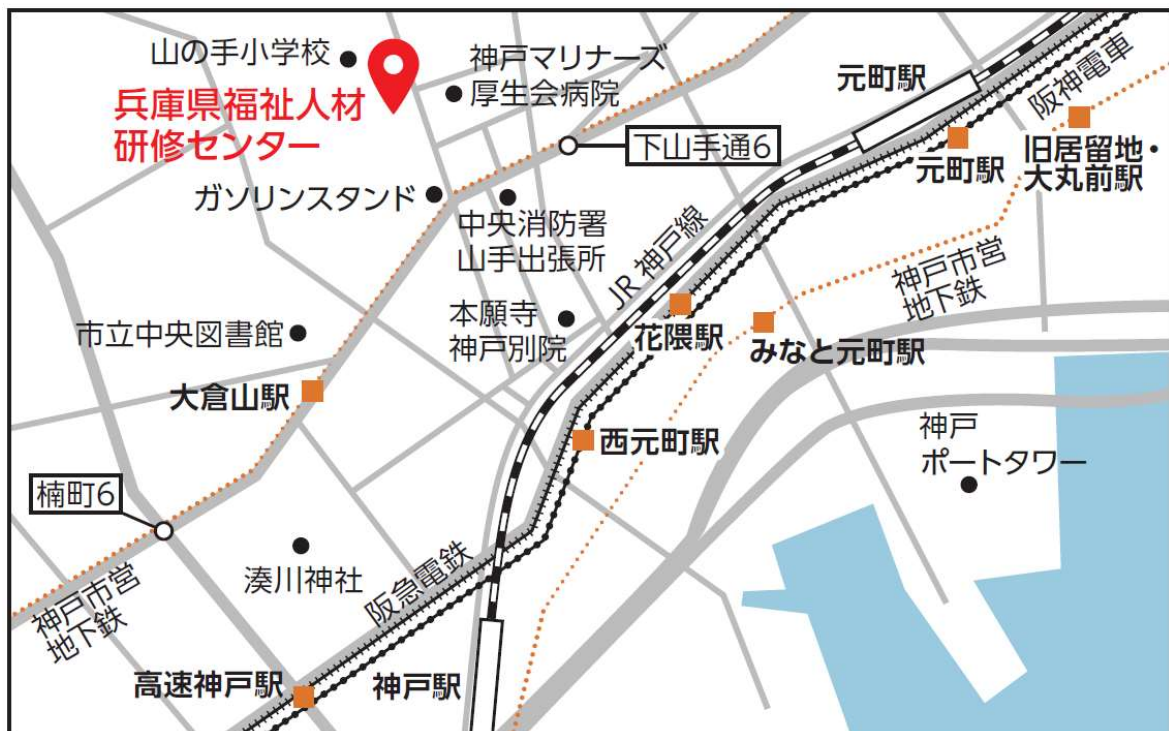 山の手小学校
兵庫県福祉人材
研修センター
神戸マリナーズ
厚生会病院
元町駅
阪神電車
下山手通6
元町駅
旧居留地・
大丸前駅
ガソリンスタンド
中央消防署
山手出張所
JR 神戸線
神戸市営
地下鉄
市立中央図書館
本願寺
神戸別院
花隈駅
みなと元町駅
大倉山駅
西元町駅
神戸
ポートタワー
楠町6
湊川神社
阪急電鉄
神戸市営
地下鉄
高速神戸駅
神戸駅